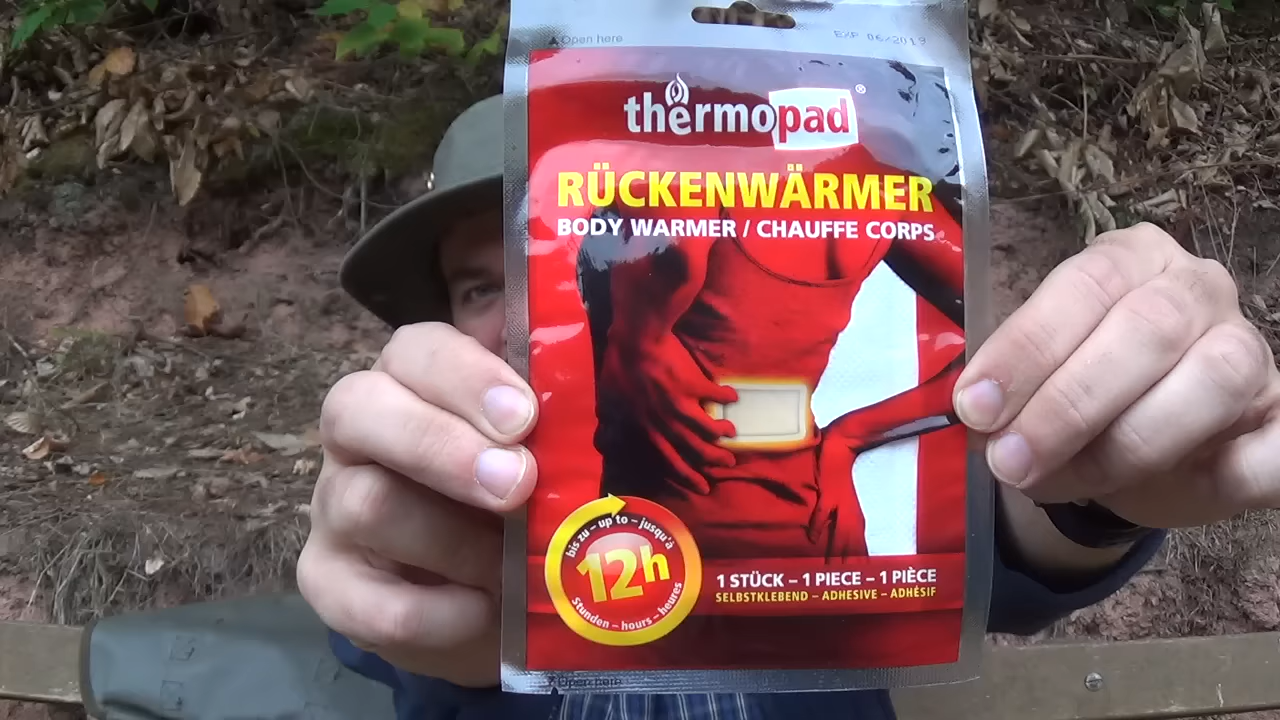 ▲Open here
EXP 06/2019
thermopad®
RÜCKENWÄRMER
BODY WARMER / CHAUFFE CORPS
bis zu – up to – jusqu'à
12h
Stunden – hours – heures
1 STÜCK – 1 PIECE – 1 PIÈCE
SELBSTKLEBEND – ADHESIVE – ADHÉSIF
Open here